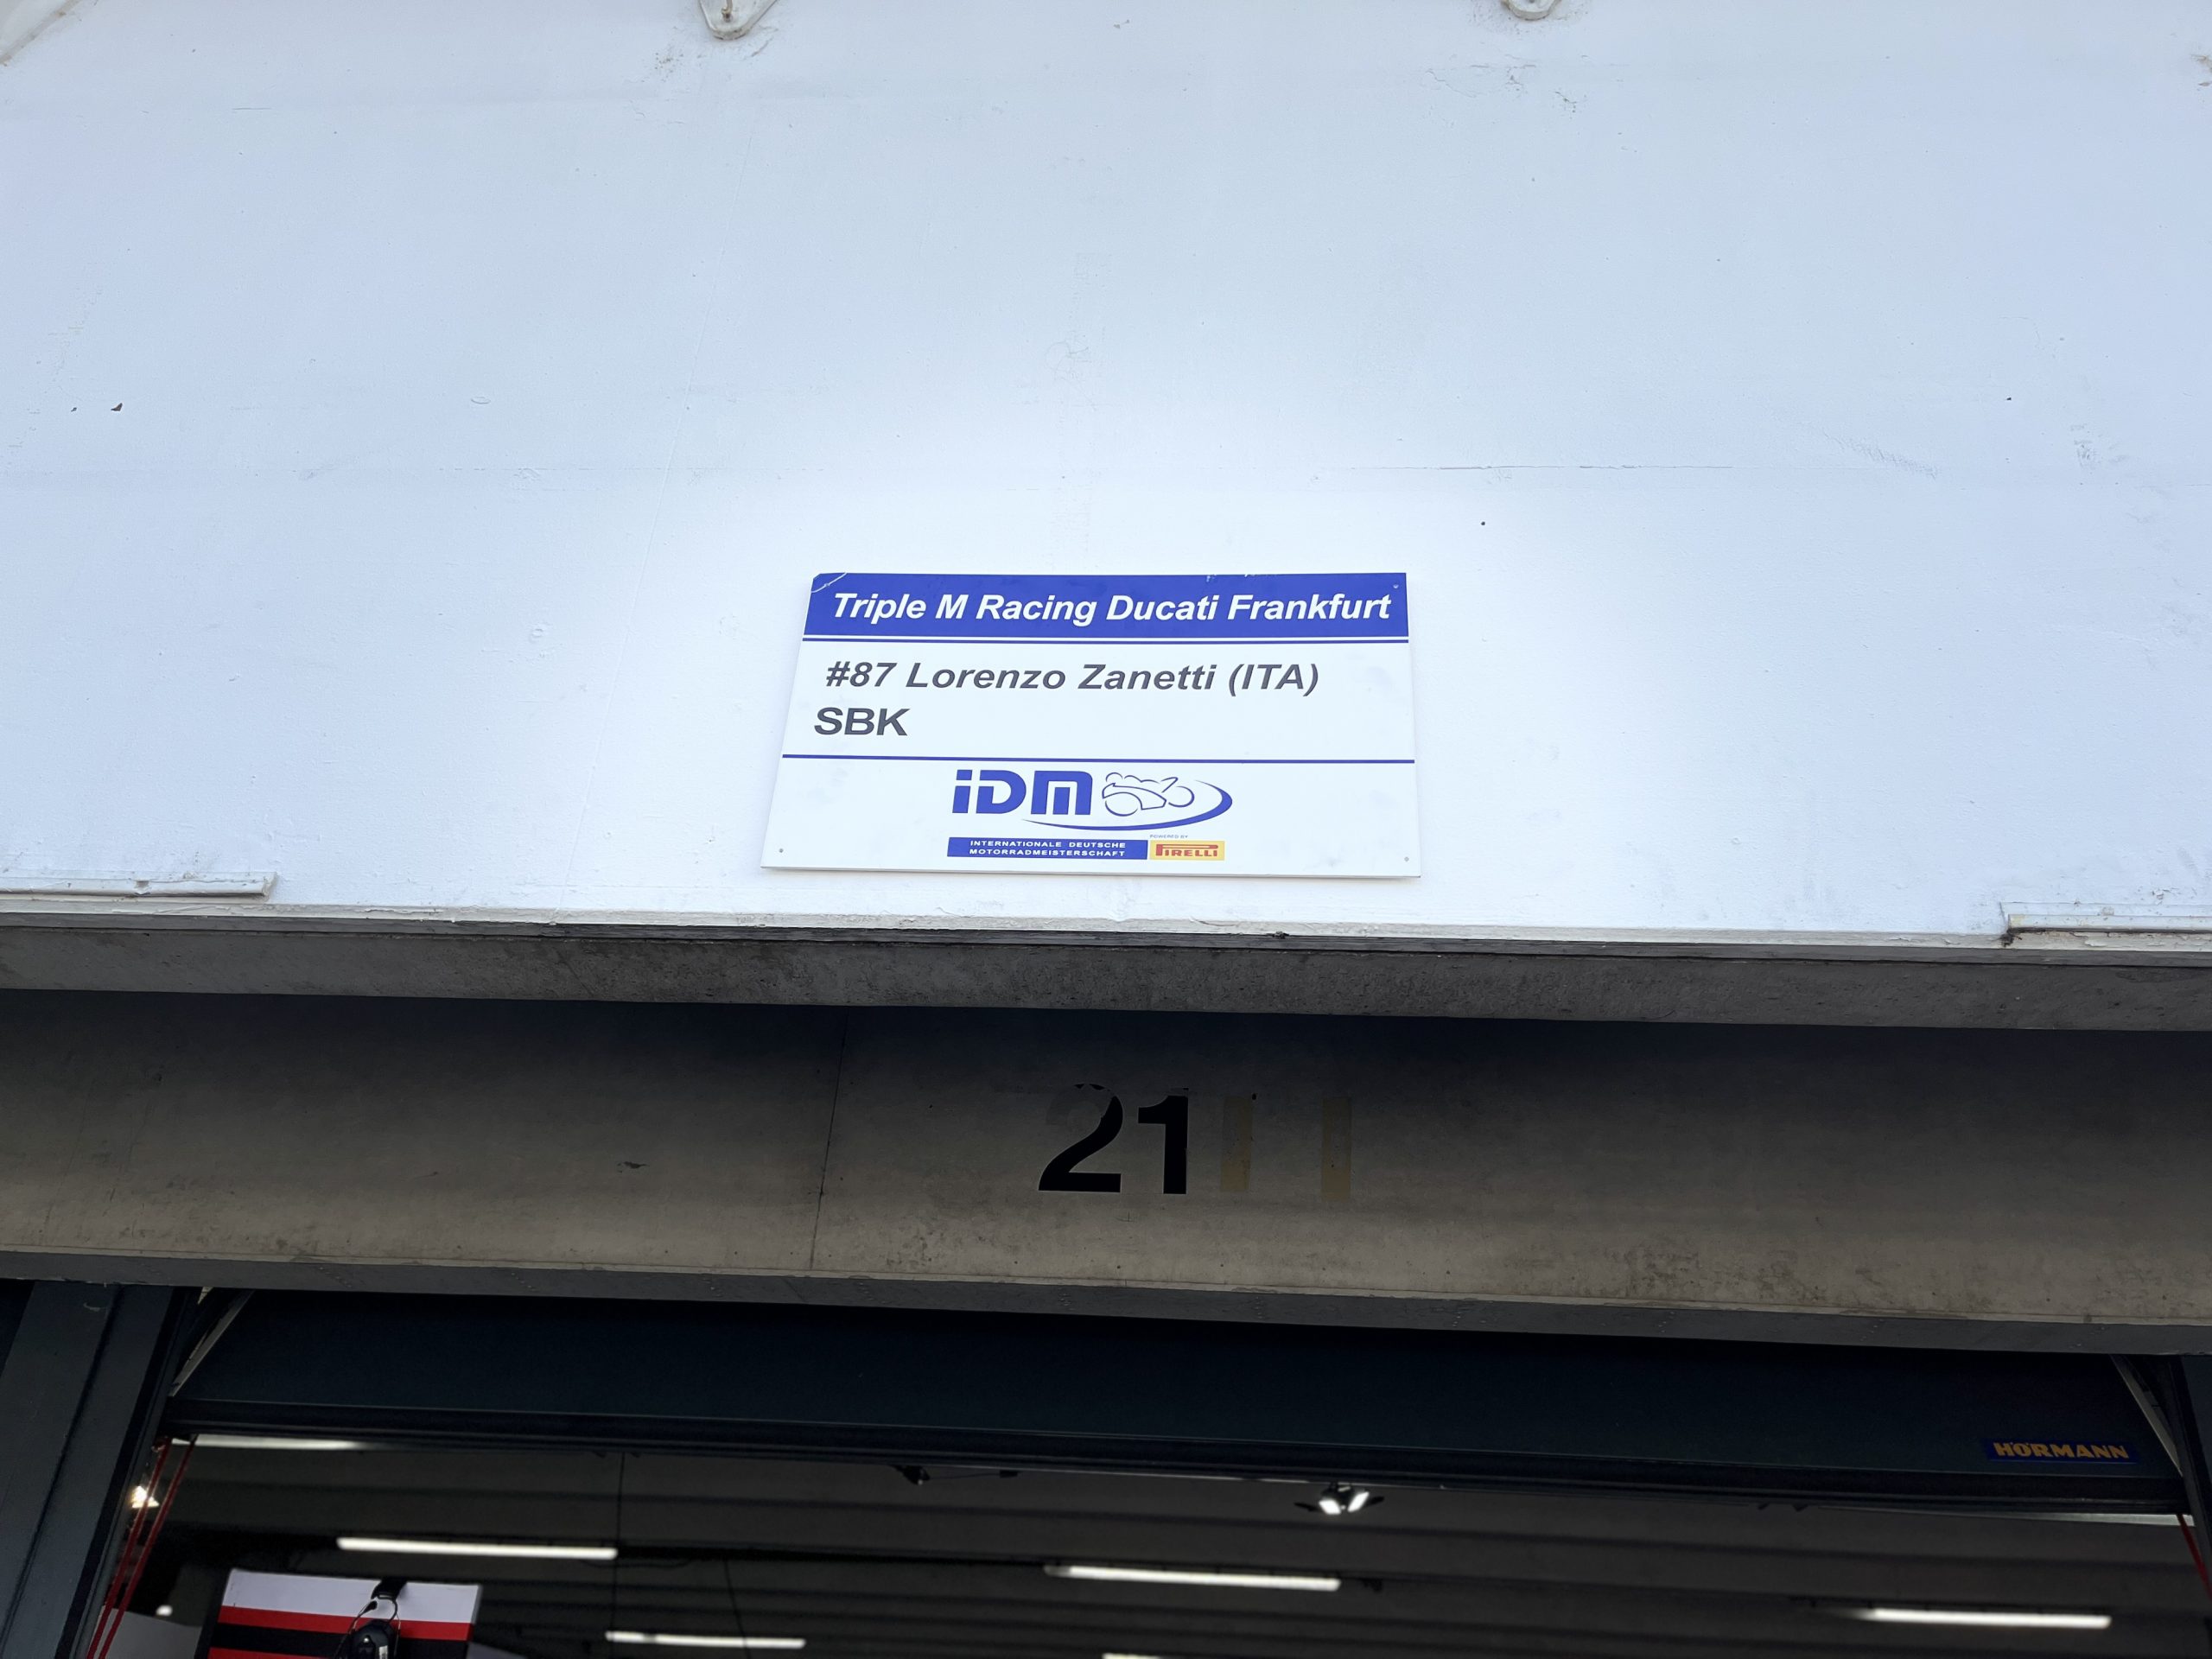 Triple M Racing Ducati Frankfurt
#87 Lorenzo Zanetti (ITA)
SBK
iDM
POWERED BY
INTERNATIONALE DEUTSCHE
MOTORRADMEISTERSCHAFT
PIRELLI
21
HÖRMANN